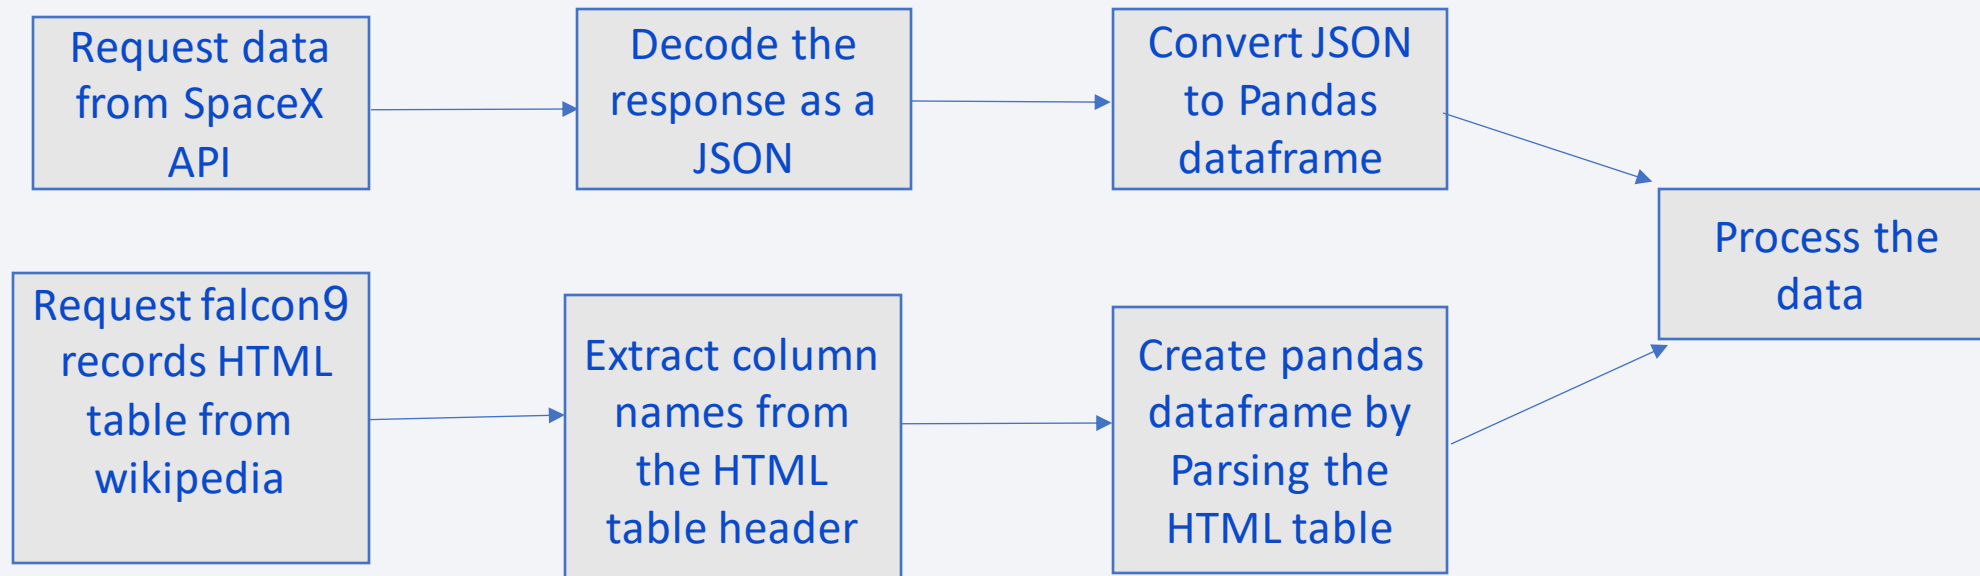 Request data
from SpaceX
API
Decode the
response as a
JSON
Convert JSON
to Pandas
dataframe
Process the
data
Request falcon9
records HTML
table from
wikipedia
Extract column
names from
the HTML
table header
Create pandas
dataframe by
Parsing the
HTML table